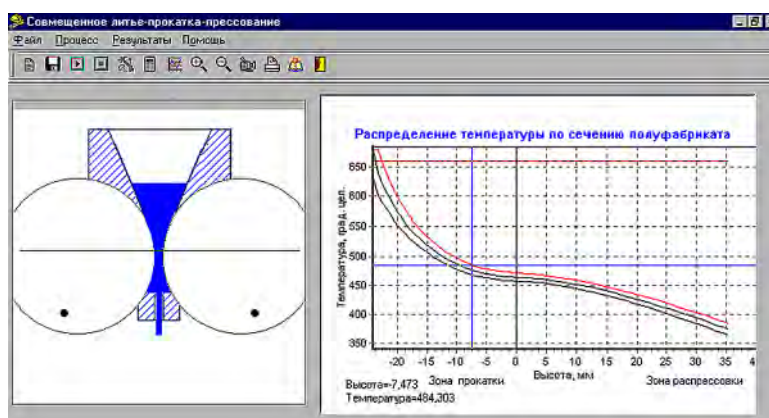 Совмещенное литье-прокатка-прессование
Файл Процесс Результаты Помощь
Распределение температуры по сечению полуфабриката
Температура, град. цел.
650
600
550
500
450
400
350
-20 -15 -10 -5 0 5 10 15 20 25 30 35 4
Высота, мм
Высота=-7,473 Зона прокатки Зона распрессовки
Температура=484,303